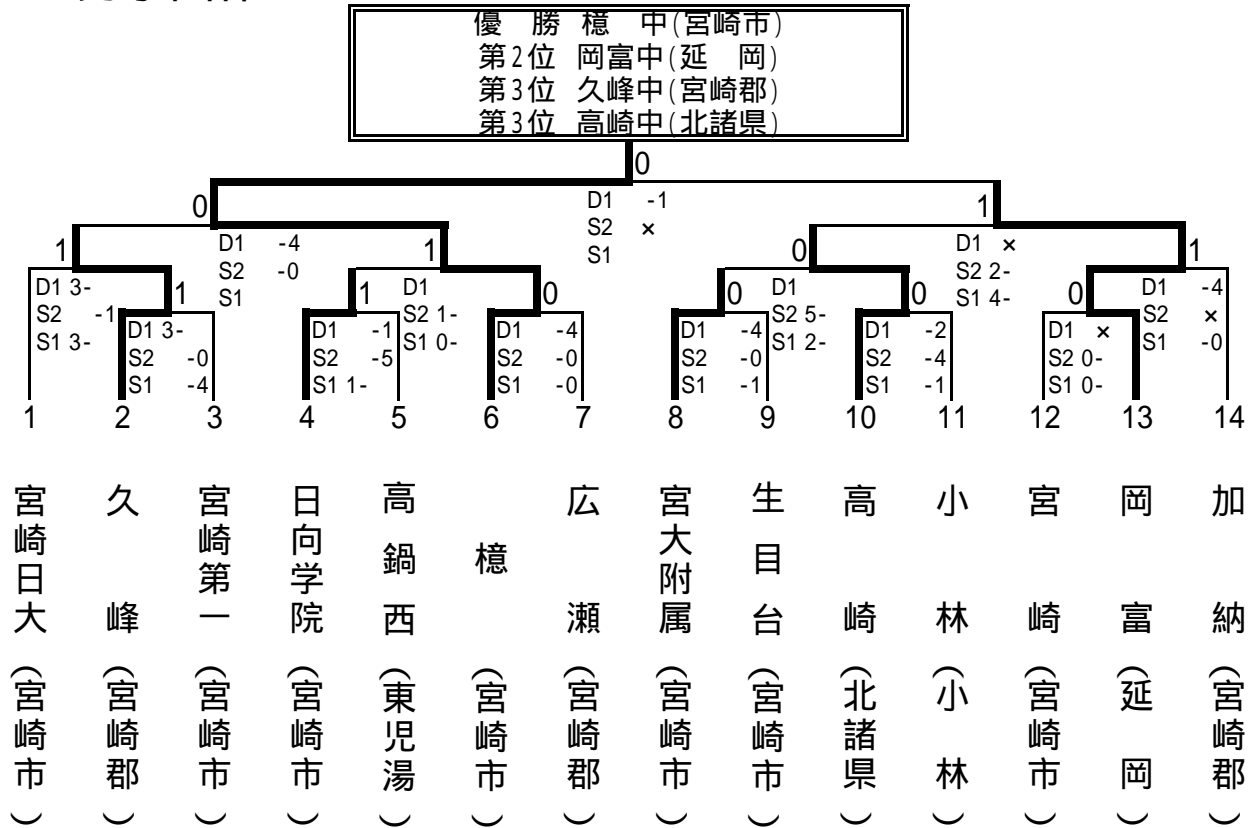 優 勝 檍 中(宮崎市)
第2位 岡富中(延 岡)
第3位 久峰中(宮崎郡)
第3位 高崎中(北諸県)
0
0
D1 -1
S2 ×
S1
1
1
D1 -4
S2 -0
S1
1
0
D1 ×
S2 2-
S1 4-
1
D1 3-
S2 -1
S1 3-
1
1
D1
S2 1-
S1 0-
0
0
D1
S2 5-
S1 2-
0
0
D1 -4
S2 ×
S1 -0
D1 3-
S2 -0
S1 -4
D1 -1
S2 -5
S1 1-
D1 -4
S2 -0
S1 -0
D1 -4
S2 -0
S1 -1
D1 -2
S2 -4
S1 -1
D1 ×
S2 0-
S1 0-
1 2 3 4 5 6 7 8 9 10 11 12 13 14
宮崎日大(宮崎市)
久峰(宮崎郡)
宮崎第一(宮崎市)
日向学院(宮崎市)
高鍋西(東児湯)
檍(宮崎市)
広瀬(宮崎郡)
宮大附属(宮崎市)
生目台(宮崎市)
高崎(北諸県)
小林(小林)
宮崎(宮崎市)
岡富(延岡)
加納(宮崎郡)